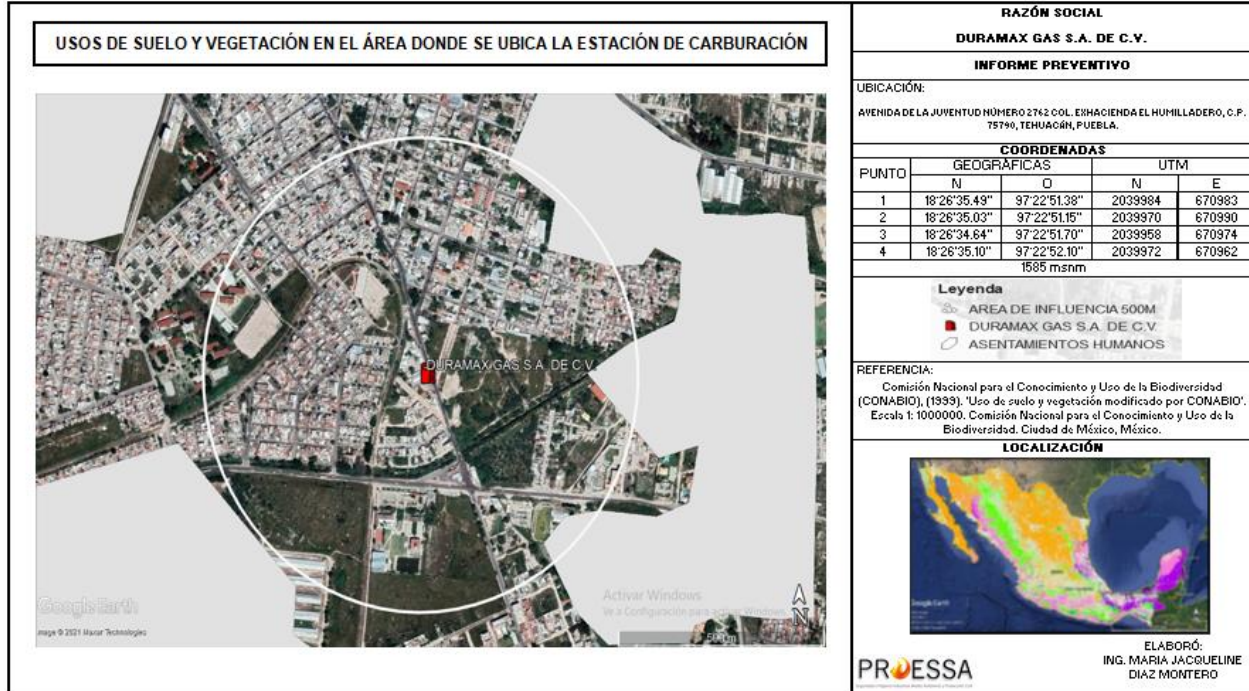 USOS DE SUELO Y VEGETACIÓN EN EL ÁREA DONDE SE UBICA LA ESTACIÓN DE CARBURACIÓN
DURAMAX GAS S.A. DE C.V.
Google Earth
mage © 2021 Maxar Technologies
Activar Windows
Ve a Configuración para activar Windows.
500 m
N
RAZÓN SOCIAL
DURAMAX GAS S.A. DE C.V.
INFORME PREVENTIVO
UBICACIÓN:
AVENIDA DE LA JUVENTUD NÚMERO 2762 COL. EXHACIENDA EL HUMILLADERO, C.P.
75790, TEHUACÁN, PUEBLA.
COORDENADAS
PUNTO GEOGRÁFICAS UTM
N O N E
1 18°26'35.49" 97°22'51.38" 2039984 670983
2 18°26'35.03" 97°22'51.15" 2039970 670990
3 18°26'34.64" 97°22'51.70" 2039958 670974
4 18°26'35.10" 97°22'52.10" 2039972 670962
1585 msnm
Leyenda
AREA DE INFLUENCIA 500M
DURAMAX GAS S.A. DE C.V.
ASENTAMIENTOS HUMANOS
REFERENCIA:
Comisión Nacional para el Conocimiento y Uso de la Biodiversidad
(CONABIO), (1999). 'Uso de suelo y vegetación modificado por CONABIO'.
Escala 1: 1000000. Comisión Nacional para el Conocimiento y Uso de la
Biodiversidad. Ciudad de México, México.
LOCALIZACIÓN
Google Earth
PROESSA
ELABORÓ:
ING. MARIA JACQUELINE
DIAZ MONTERO